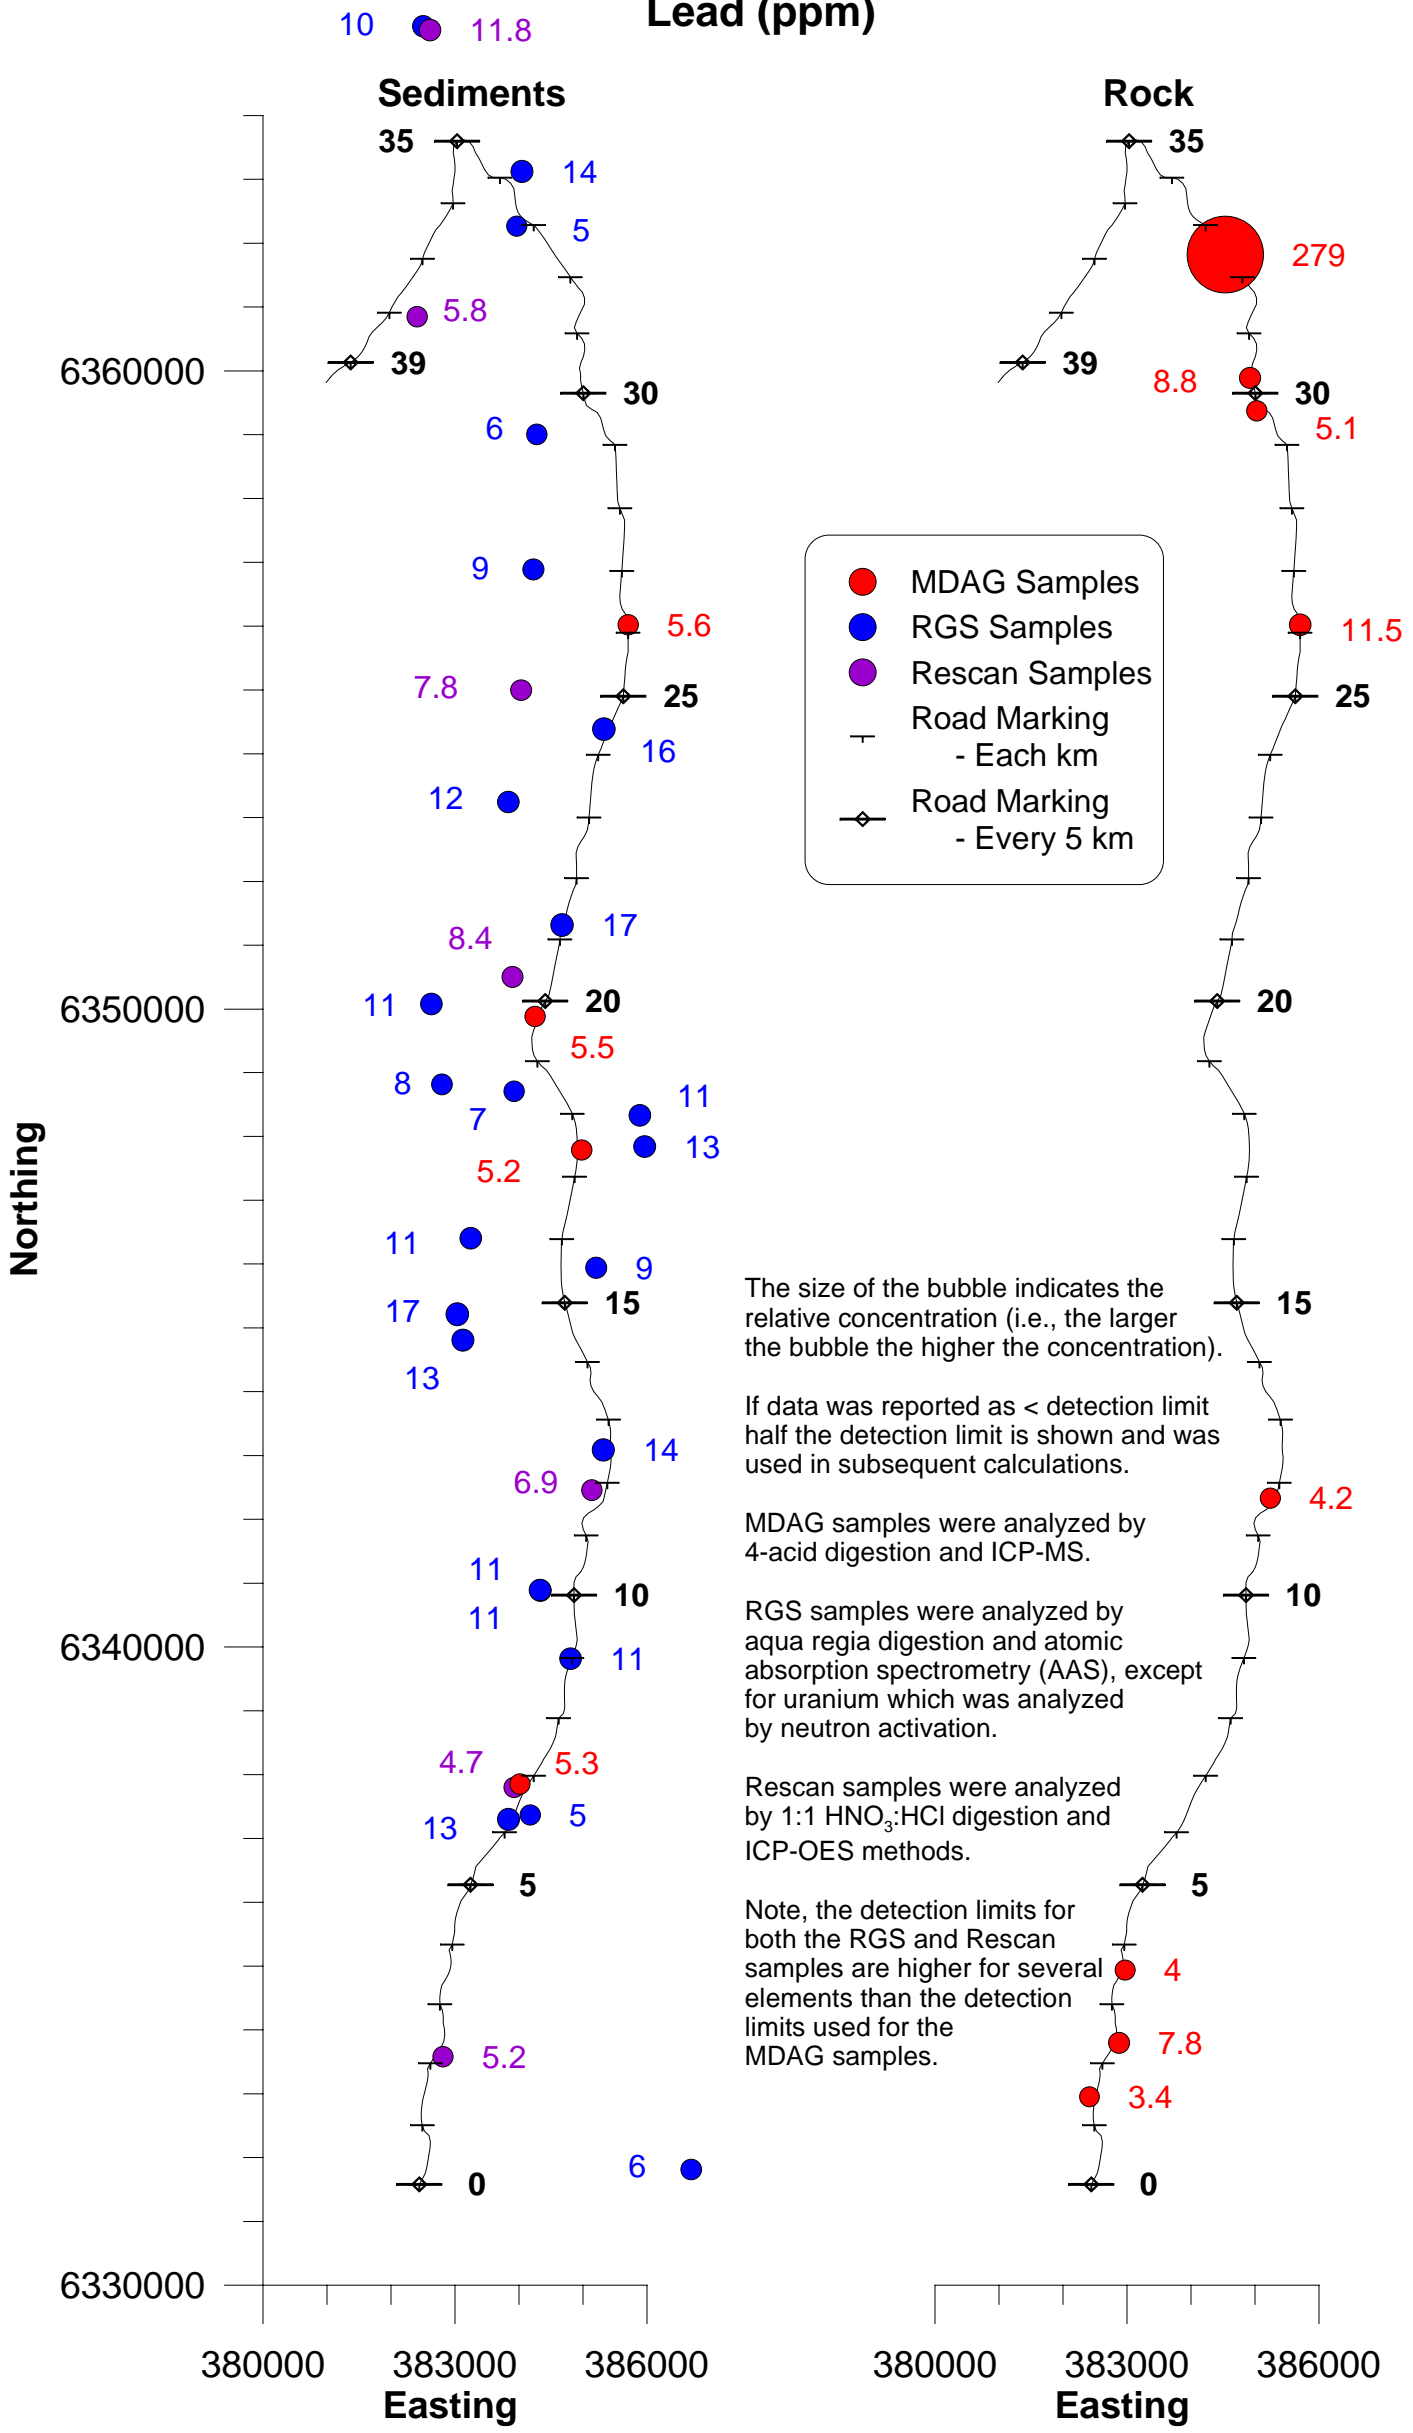 Lead (ppm)
10
11.8
Sediments
35
14
5
5.8
39
6360000
30
6
9
5.6
7.8
25
16
12
17
8.4
20
11
6350000
5.5
8
7
11
13
5.2
11
9
17
15
13
14
6.9
11
11
10
6340000
11
4.7
5.3
13
5
5
5.2
6
0
6330000
Northing
380000
383000
386000
Easting
Rock
35
279
39
8.8
30
5.1
11.5
25
20
15
4.2
10
5
4
7.8
3.4
0
380000
383000
386000
Easting
MDAG Samples
RGS Samples
Rescan Samples
Road Marking
- Each km
Road Marking
- Every 5 km
The size of the bubble indicates the
relative concentration (i.e., the larger
the bubble the higher the concentration).
If data was reported as < detection limit
half the detection limit is shown and was
used in subsequent calculations.
MDAG samples were analyzed by
4-acid digestion and ICP-MS.
RGS samples were analyzed by
aqua regia digestion and atomic
absorption spectrometry (AAS), except
for uranium which was analyzed
by neutron activation.
Rescan samples were analyzed
by 1:1 HNO₃:HCl digestion and
ICP-OES methods.
Note, the detection limits for
both the RGS and Rescan
samples are higher for several
elements than the detection
limits used for the
MDAG samples.